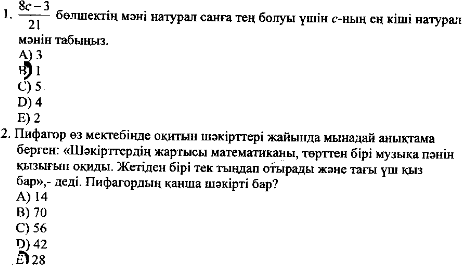 1. (8c − 3)/21 бөлшектің мәні натурал санға тең болуы үшін c-ның ең кіші натурал
мәнін табыңыз.
A) 3
B) 1
C) 5
D) 4
E) 2
2. Пифагор өз мектебінде оқитын шәкірттері жайында мынадай анықтама
берген: «Шәкірттердің жартысы математиканы, төрттен бірі музыка пәнін
қызығын оқиды. Жетіден бірі тек тыңдап отырады және тағы үш қыз
бар»,- деді. Пифагордың қанша шәкірті бар?
A) 14
B) 70
C) 56
D) 42
E) 28